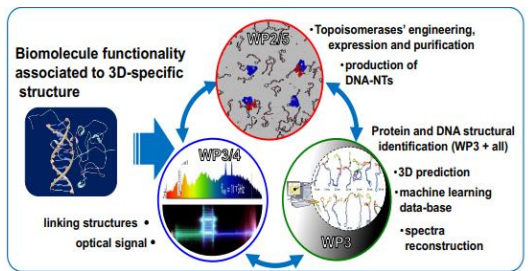 Biomolecule functionality
associated to 3D-specific
structure
WP2/5
•Topoisomerases' engineering,
expression and purification
•production of
DNA-NTs
WP3/4
linking structures •
optical signal •
Protein and DNA structural
identification (WP3 + all)
•3D prediction
•machine learning
data-base
•spectra
reconstruction
WP3